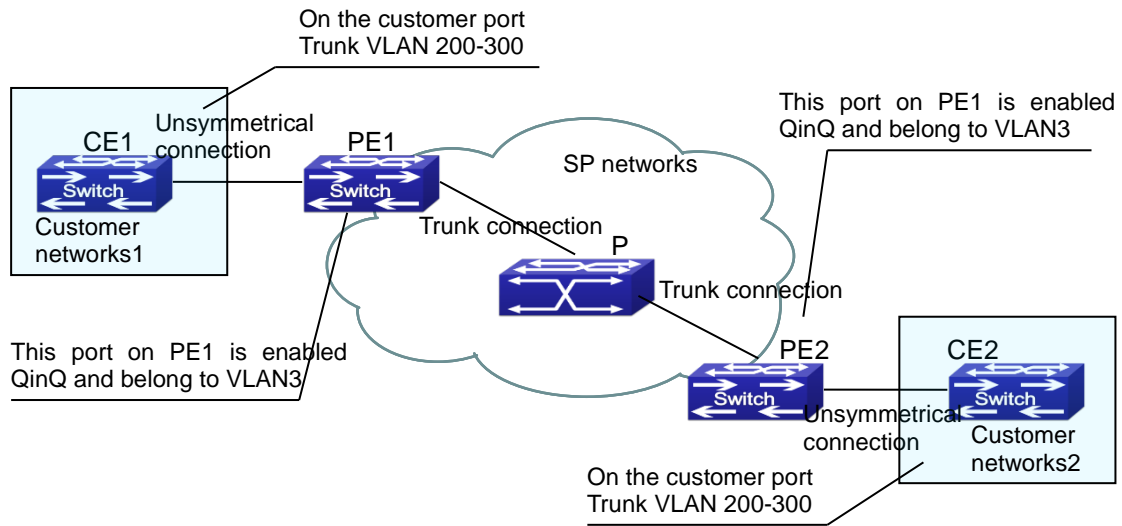 On the customer port
Trunk VLAN 200-300
This port on PE1 is enabled
QinQ and belong to VLAN3
Unsymmetrical
connection
CE1
PE1
SP networks
Switch
Switch
Customer
networks1
Trunk connection
P
Trunk connection
This port on PE1 is enabled
QinQ and belong to VLAN3
PE2
CE2
Switch
Switch
Unsymmetrical
connection
Customer
networks2
On the customer port
Trunk VLAN 200-300